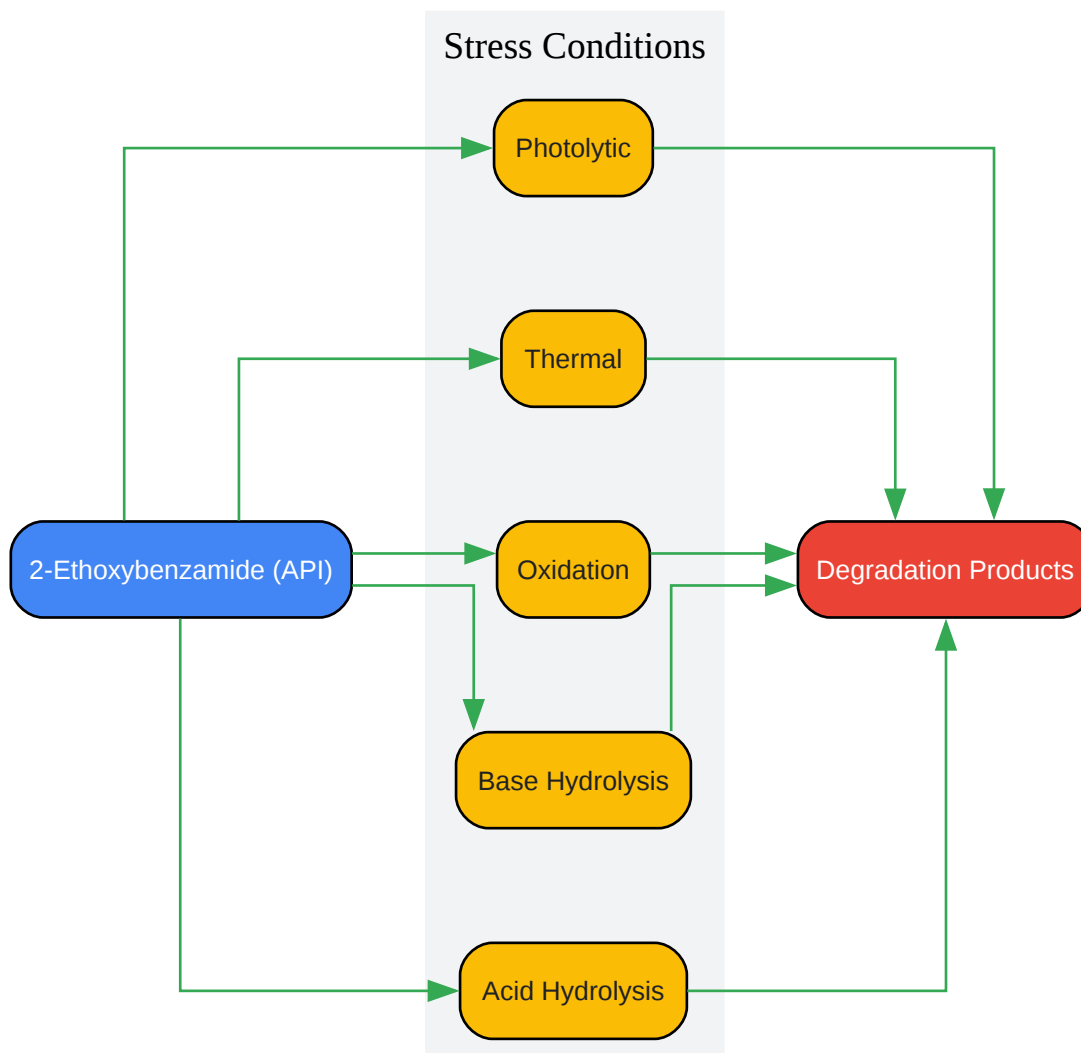 Stress Conditions
Photolytic
Thermal
2-Ethoxybenzamide (API)
Oxidation
Degradation Products
Base Hydrolysis
Acid Hydrolysis